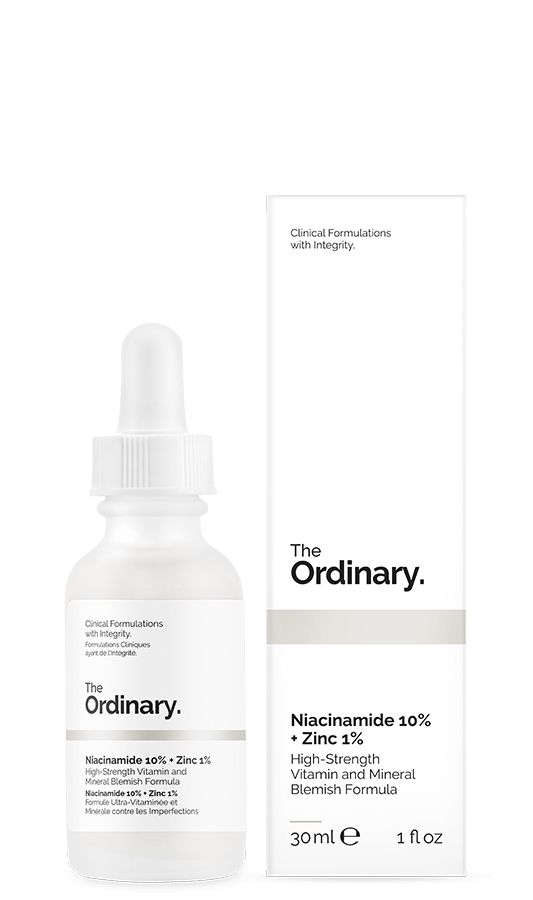 Clinical Formulations
with Integrity.
The
Ordinary.
Niacinamide 10%
+ Zinc 1%
High-Strength
Vitamin and Mineral
Blemish Formula
30 ml ℮ 1 fl oz
Clinical Formulations
with Integrity.
Formulations Cliniques
ayant de l'Intégrité.
The
Ordinary.
Niacinamide 10% + Zinc 1%
High-Strength Vitamin and
Mineral Blemish Formula
Niacinamide 10% + Zinc 1%
Formule Ultra-Vitaminée et
Minérale contre les Imperfections